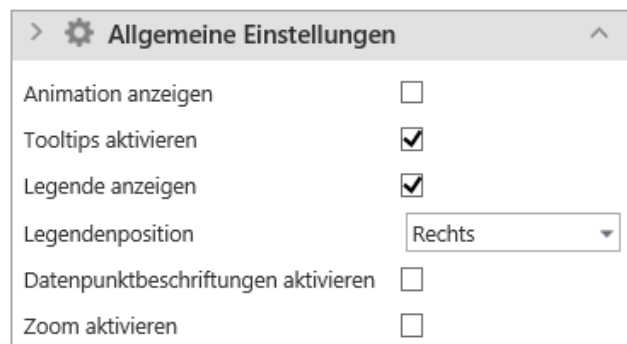 Allgemeine Einstellungen
Animation anzeigen
Tooltips aktivieren
Legende anzeigen
Legendenposition Rechts
Datenpunktbeschriftungen aktivieren
Zoom aktivieren